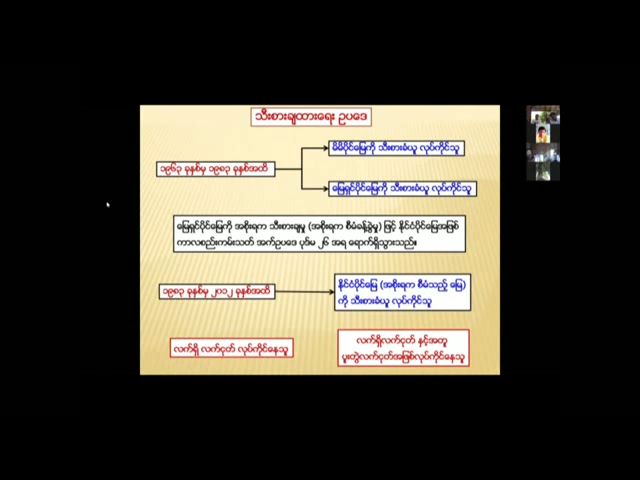 သီးစားချထားရေး ဥပဒေ
မိမိပိုင်မြေကို သီးစားခံယူ လုပ်ကိုင်သူ
၁၉၆၃ ခုနှစ်မှ ၁၉၈၃ ခုနှစ်အထိ
မြေရှင်ပိုင်မြေကို သီးစားခံယူ လုပ်ကိုင်သူ
မြေရှင်ပိုင်မြေကို အစိုးရက သီးစားချမှု (အစိုးရက စီမံခန့်ခွဲမှု) ဖြင့် နိုင်ငံပိုင်မြေအဖြစ်
ကာလစည်းကမ်းသတ် အက်ဥပဒေ ပုဒ်မ ၂၆ အရ ရောက်ရှိသွားသည်။
နိုင်ငံပိုင်မြေ (အစိုးရက စီမံသည့် မြေ)
၁၉၈၃ ခုနှစ်မှ ၂၀၁၂ ခုနှစ်အထိ
ကို သီးစားခံယူ လုပ်ကိုင်သူ
လက်ရှိ လက်ငုတ် လုပ်ကိုင်နေသူ
လက်ရှိလက်ငုတ် နှင့်အတူ
ပူးတွဲလက်ငုတ်အဖြစ်လုပ်ကိုင်နေသူ